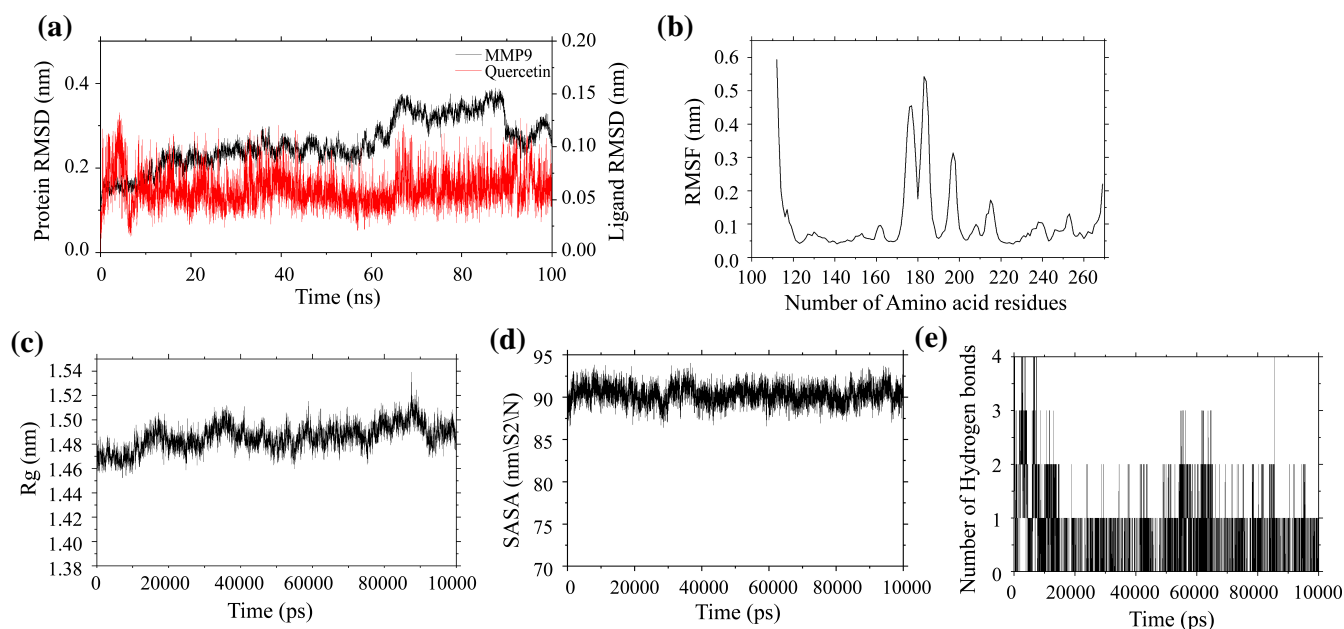 (a)
MMP9
Quercetin
Protein RMSD (nm)
0.4
0.2
0.0
0.20
0.15
0.10
0.05
0.00
Ligand RMSD (nm)
0 20 40 60 80 100
Time (ns)
(b)
RMSF (nm)
0.6
0.5
0.4
0.3
0.2
0.1
0.0
100 120 140 160 180 200 220 240 260
Number of Amino acid residues
(c)
Rg (nm)
1.54
1.52
1.50
1.48
1.46
1.44
1.42
1.40
1.38
0 20000 40000 60000 80000 10000
Time (ps)
(d)
SASA (nm\S2\N)
95
90
85
80
75
70
0 20000 40000 60000 80000 10000
Time (ps)
(e)
Number of Hydrogen bonds
4
3
2
1
0
0 20000 40000 60000 80000 10000
Time (ps)